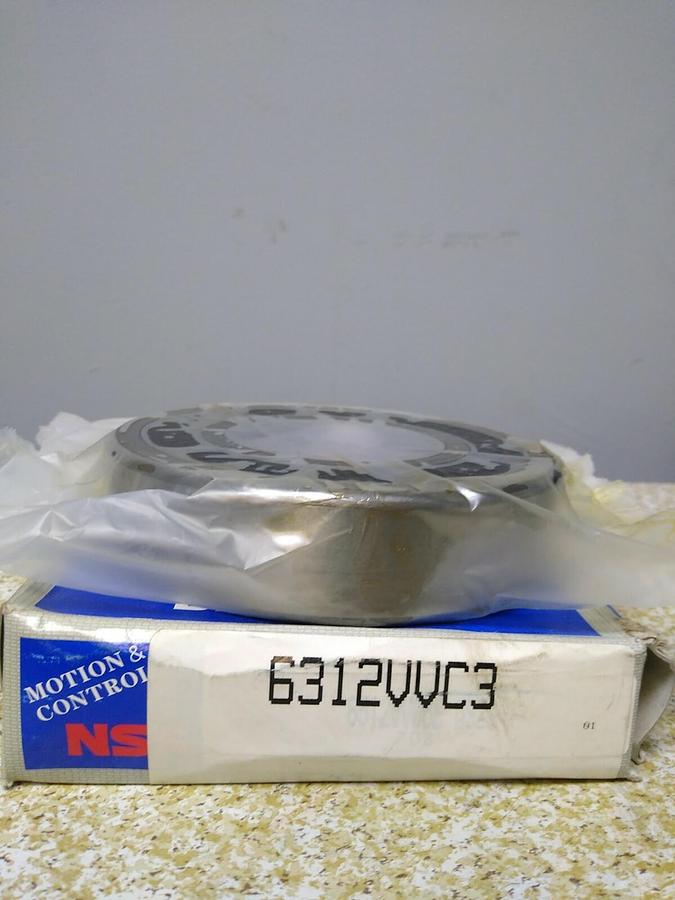 MOTION &
CONTROL
NS
6312VVC3
01